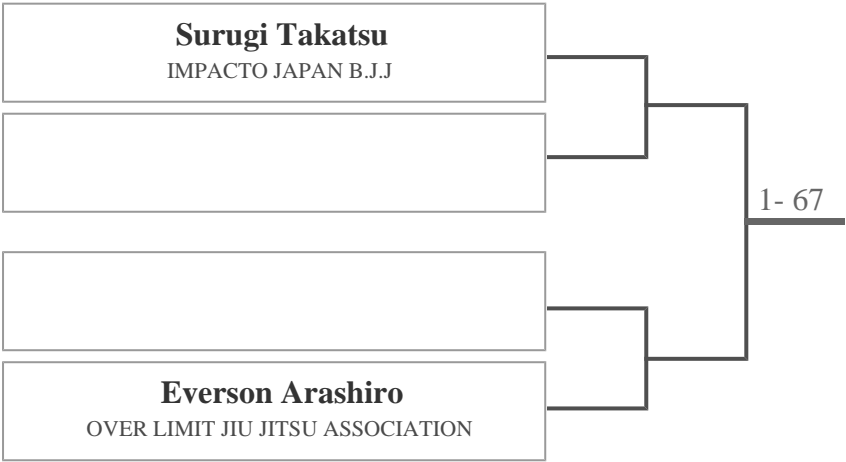 Surugi Takatsu
IMPACTO JAPAN B.J.J
1- 67
Everson Arashiro
OVER LIMIT JIU JITSU ASSOCIATION